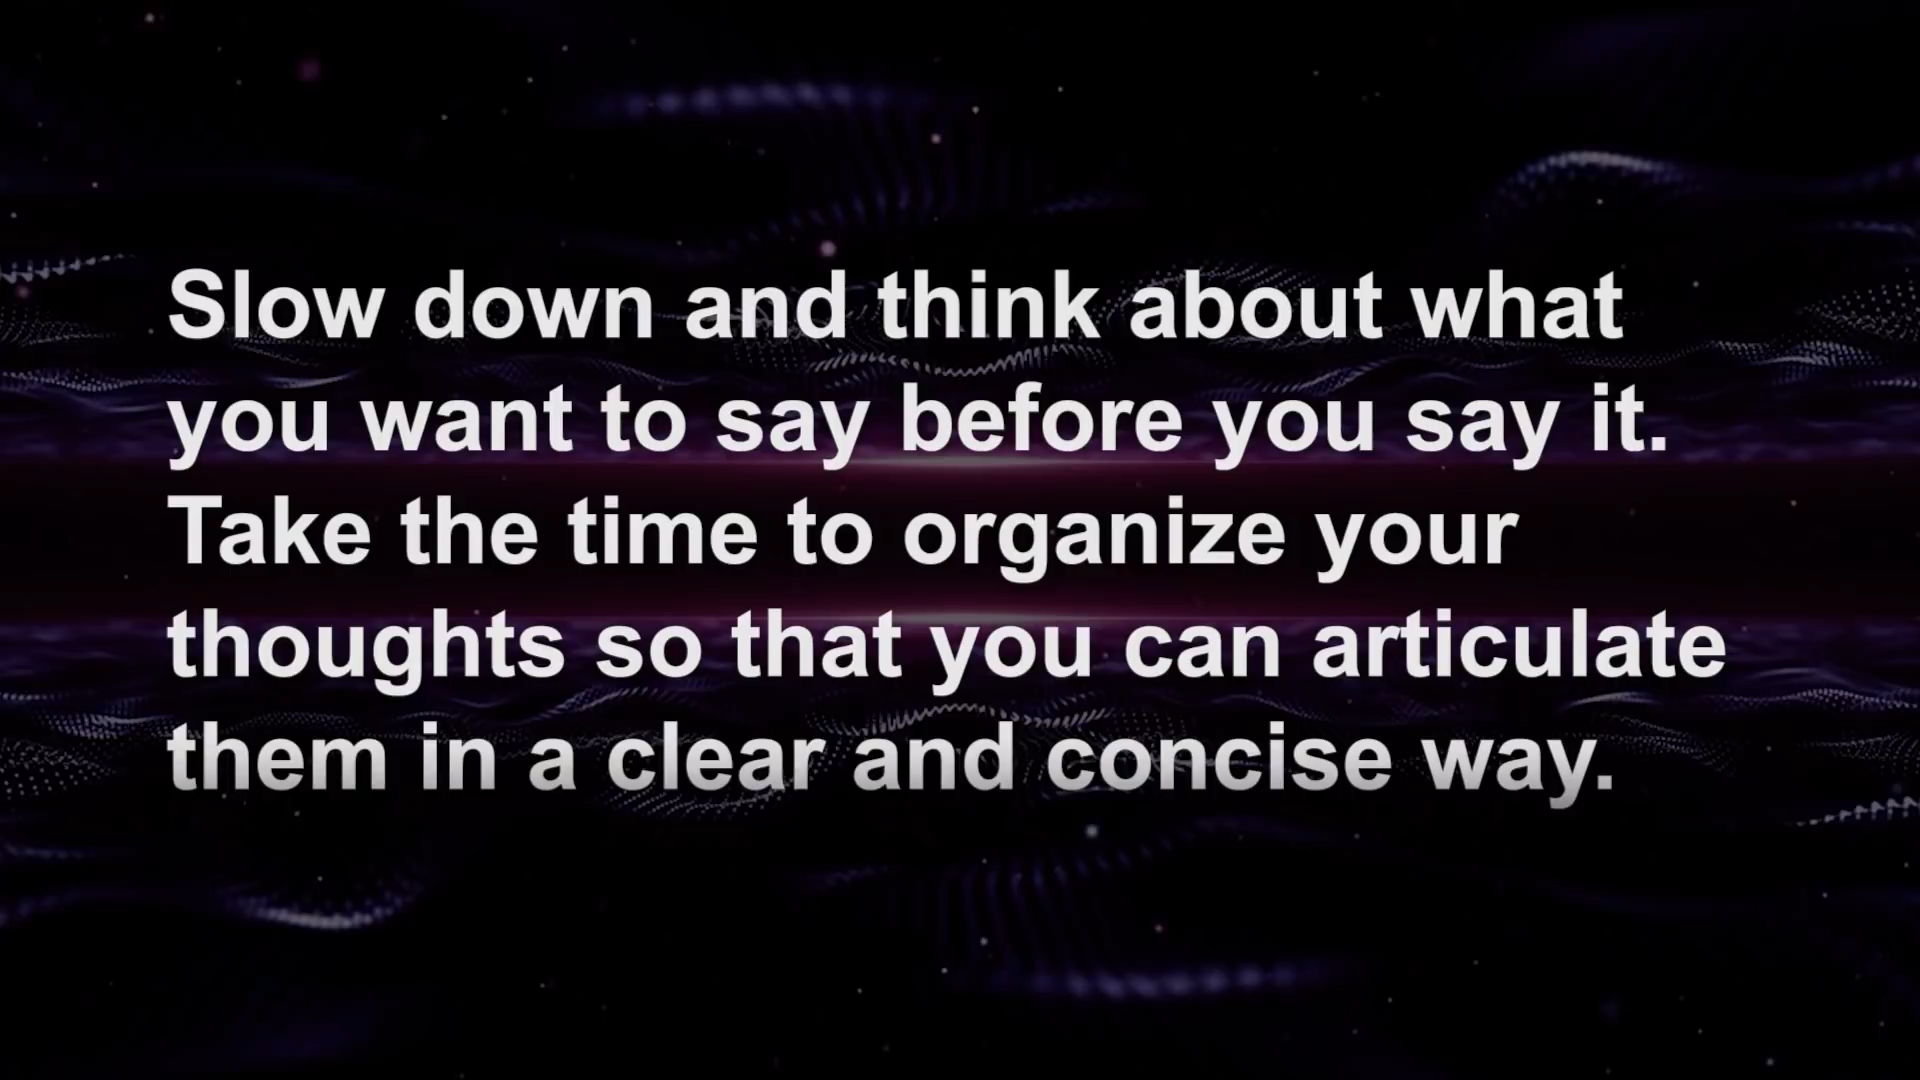 Slow down and think about what
you want to say before you say it.
Take the time to organize your
thoughts so that you can articulate
them in a clear and concise way.